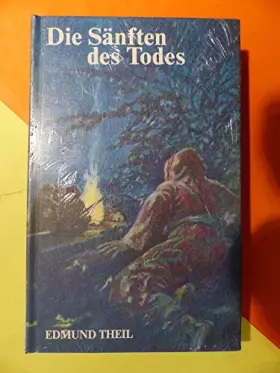 Die Sänften
des Todes
EDMUND THEIL